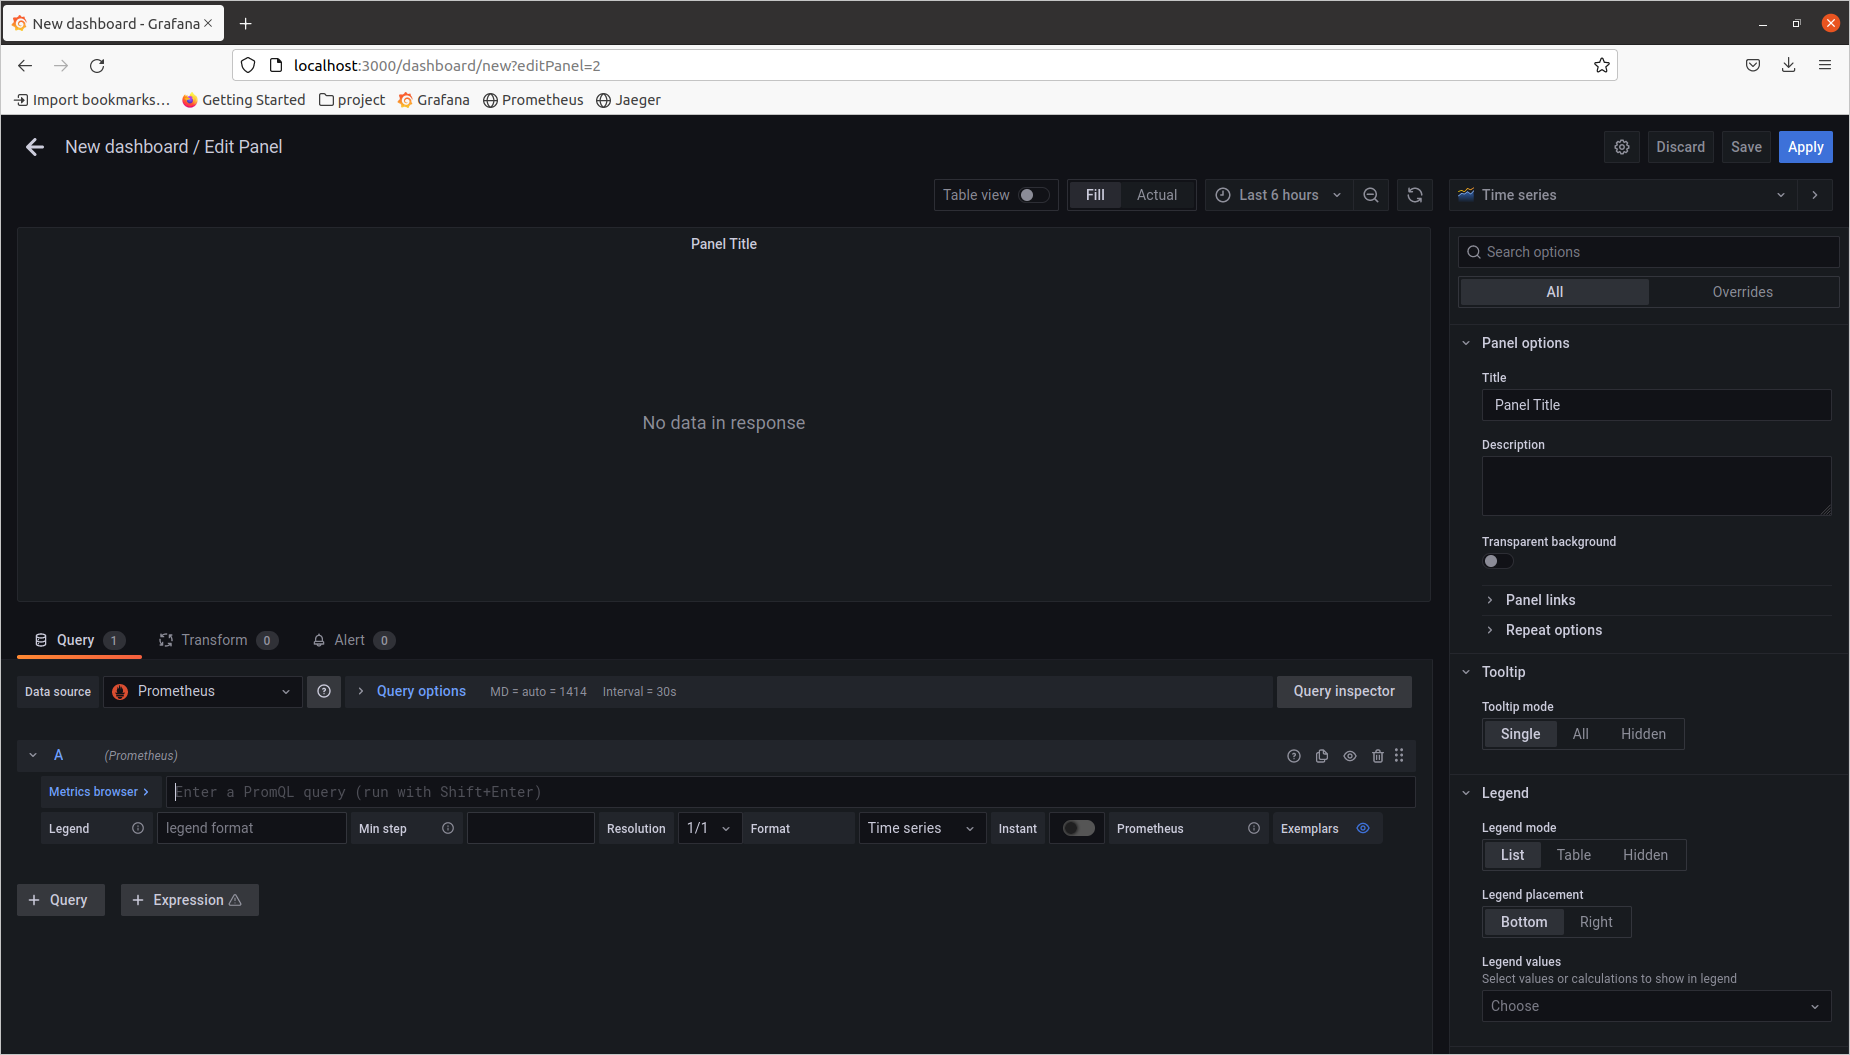 New dashboard - Grafana
localhost:3000/dashboard/new?editPanel=2
Import bookmarks... Getting Started project Grafana Prometheus Jaeger
New dashboard / Edit Panel
Discard Save Apply
Table view Fill Actual Last 6 hours Time series
Panel Title
No data in response
Search options
All Overrides
Panel options
Title
Panel Title
Description
Transparent background
Panel links
Repeat options
Tooltip
Tooltip mode
Single All Hidden
Legend
Legend mode
List Table Hidden
Legend placement
Bottom Right
Legend values
Select values or calculations to show in legend
Choose
Query 1 Transform 0 Alert 0
Data source Prometheus Query options MD = auto = 1414 Interval = 30s Query inspector
A (Prometheus)
Metrics browser > Enter a PromQL query (run with Shift+Enter)
Legend legend format Min step Resolution 1/1 Format Time series Instant Prometheus Exemplars
+ Query + Expression